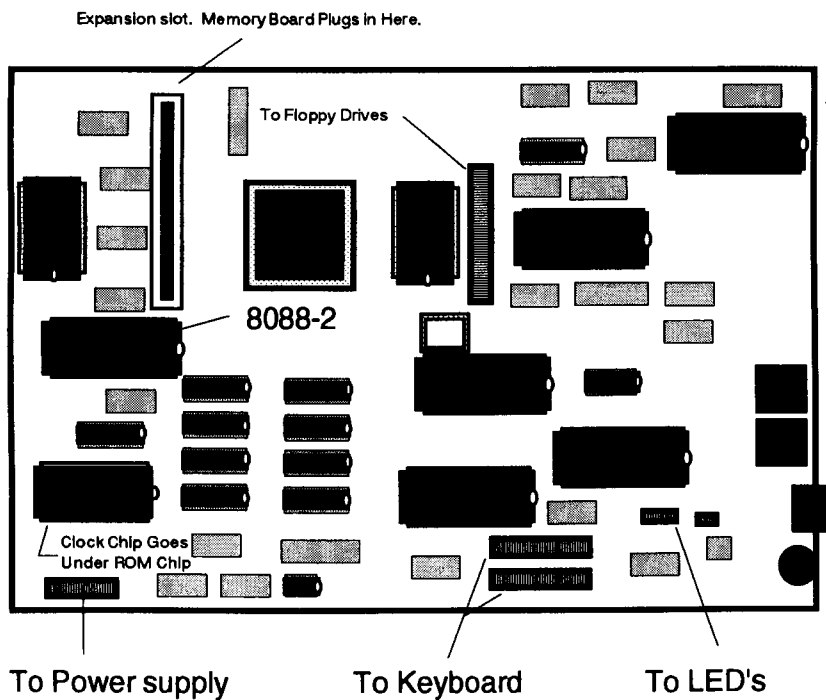 Expansion slot. Memory Board Plugs in Here.
To Floppy Drives
8088-2
Clock Chip Goes
Under ROM Chip
To Power supply
To Keyboard
To LED's